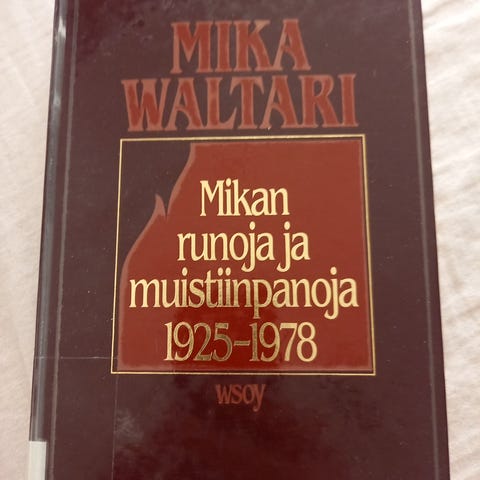 MIKA
WALTARI
Mikan
runoja ja
muistiinpanoja
1925-1978
wsoy